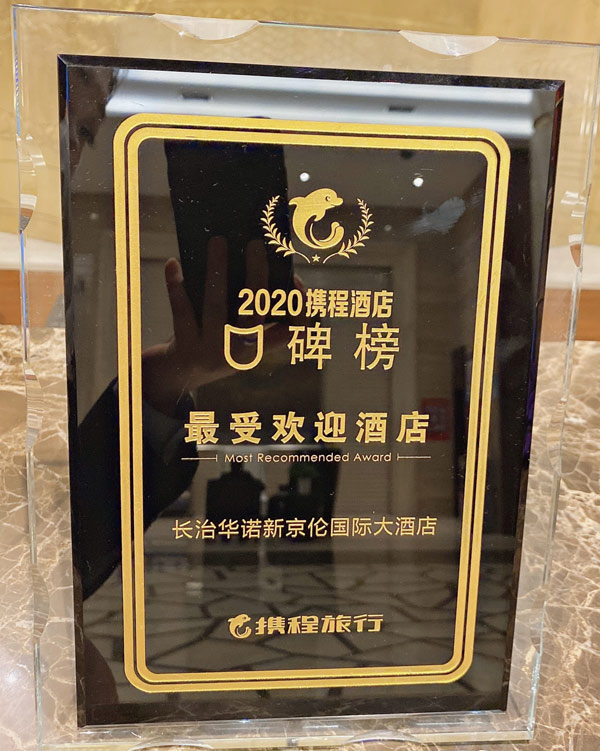 2020携程酒店
口碑榜
最受欢迎酒店
Most Recommended Award
长治华诺新京伦国际大酒店
携程旅行